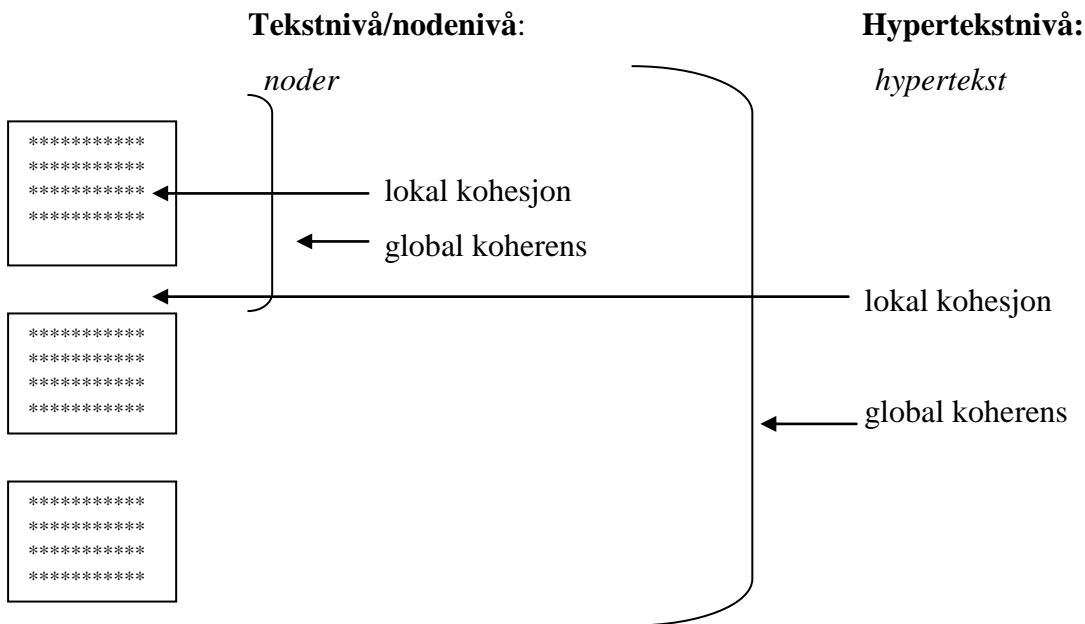 Tekstnivå/nodenivå:
Hypertekstnivå:
noder
hypertekst
***********
***********
***********
***********
lokal kohesjon
global koherens
lokal kohesjon
***********
***********
***********
***********
global koherens
***********
***********
***********
***********